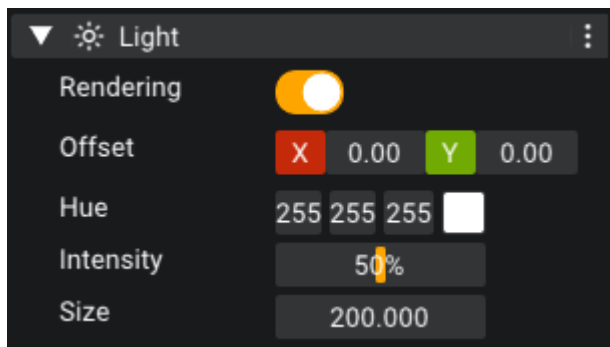 Light
Rendering
Offset X 0.00 Y 0.00
Hue 255 255 255
Intensity 50%
Size 200.000